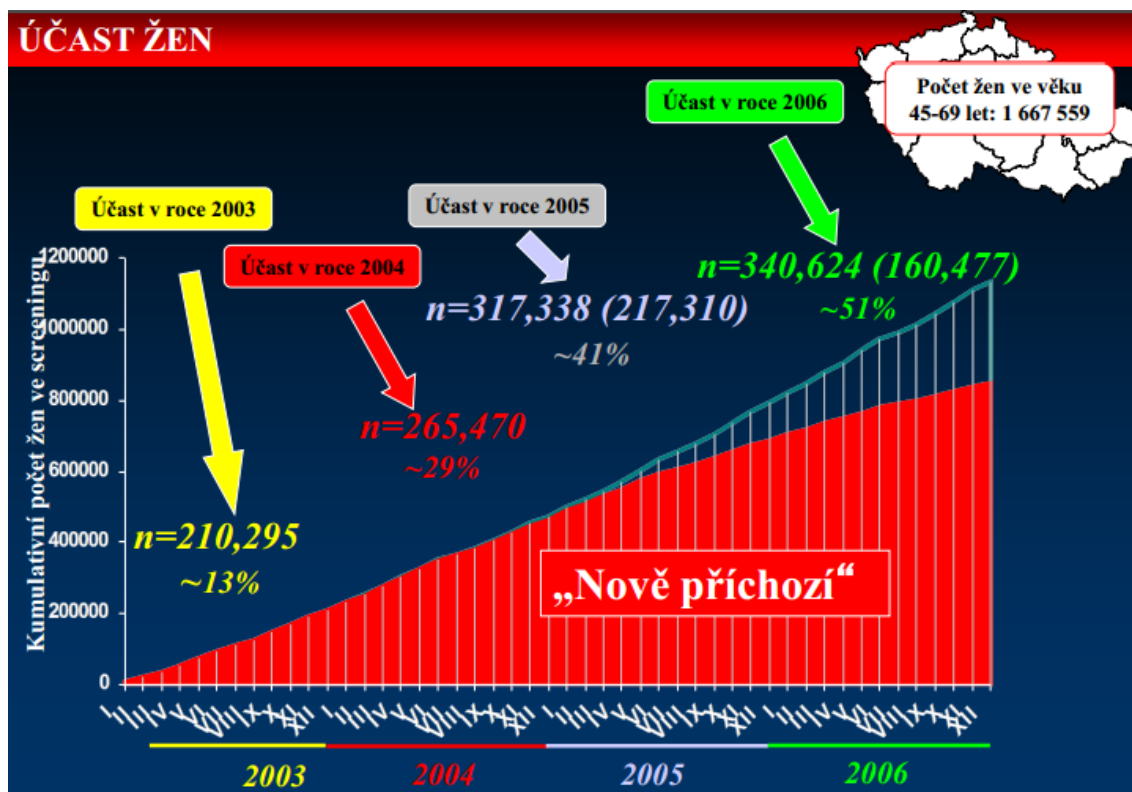 ÚČAST ŽEN
Počet žen ve věku
45-69 let: 1 667 559
Účast v roce 2006
Účast v roce 2003
Účast v roce 2005
Účast v roce 2004
n=340,624 (160,477)
~51%
n=317,338 (217,310)
~41%
n=265,470
~29%
n=210,295
~13%
Kumulativní počet žen ve screeningu
1200000
1000000
800000
600000
400000
200000
0
„Nově příchozí“
2003
2004
2005
2006